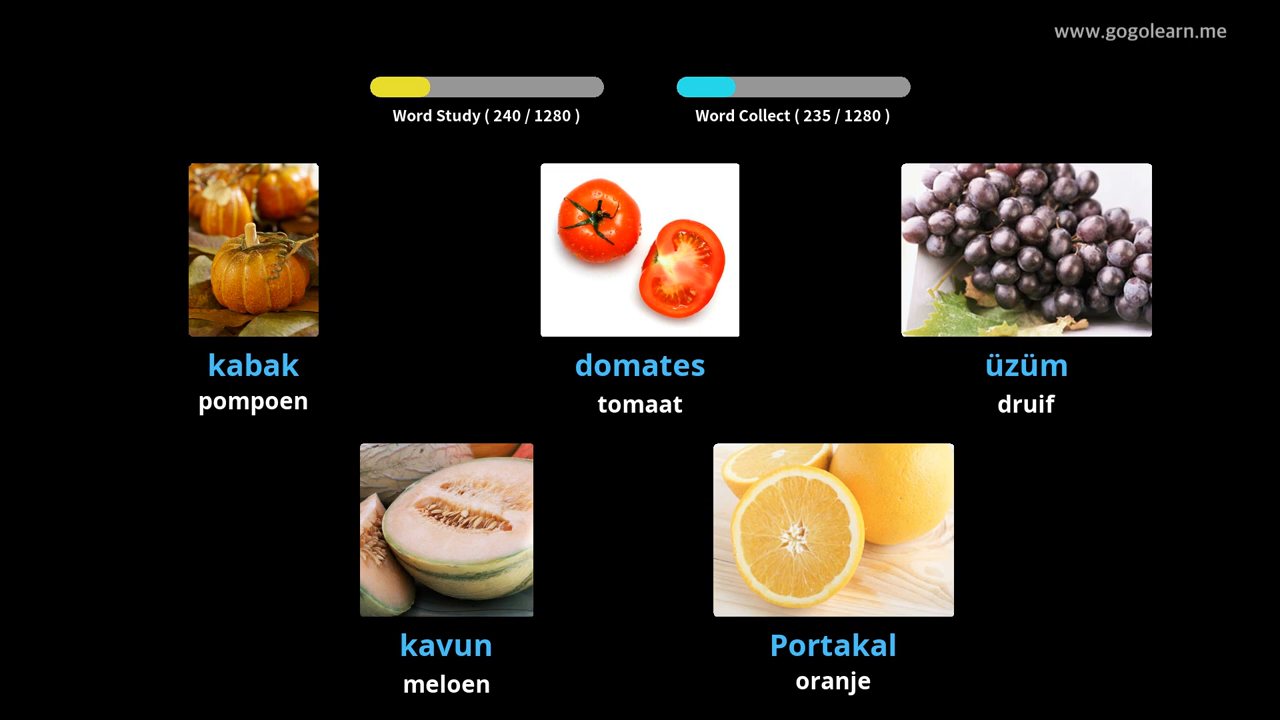 www.gogolearn.me
Word Study ( 240 / 1280 )
Word Collect ( 235 / 1280 )
kabak
pompoen
domates
tomaat
üzüm
druif
kavun
meloen
Portakal
oranje